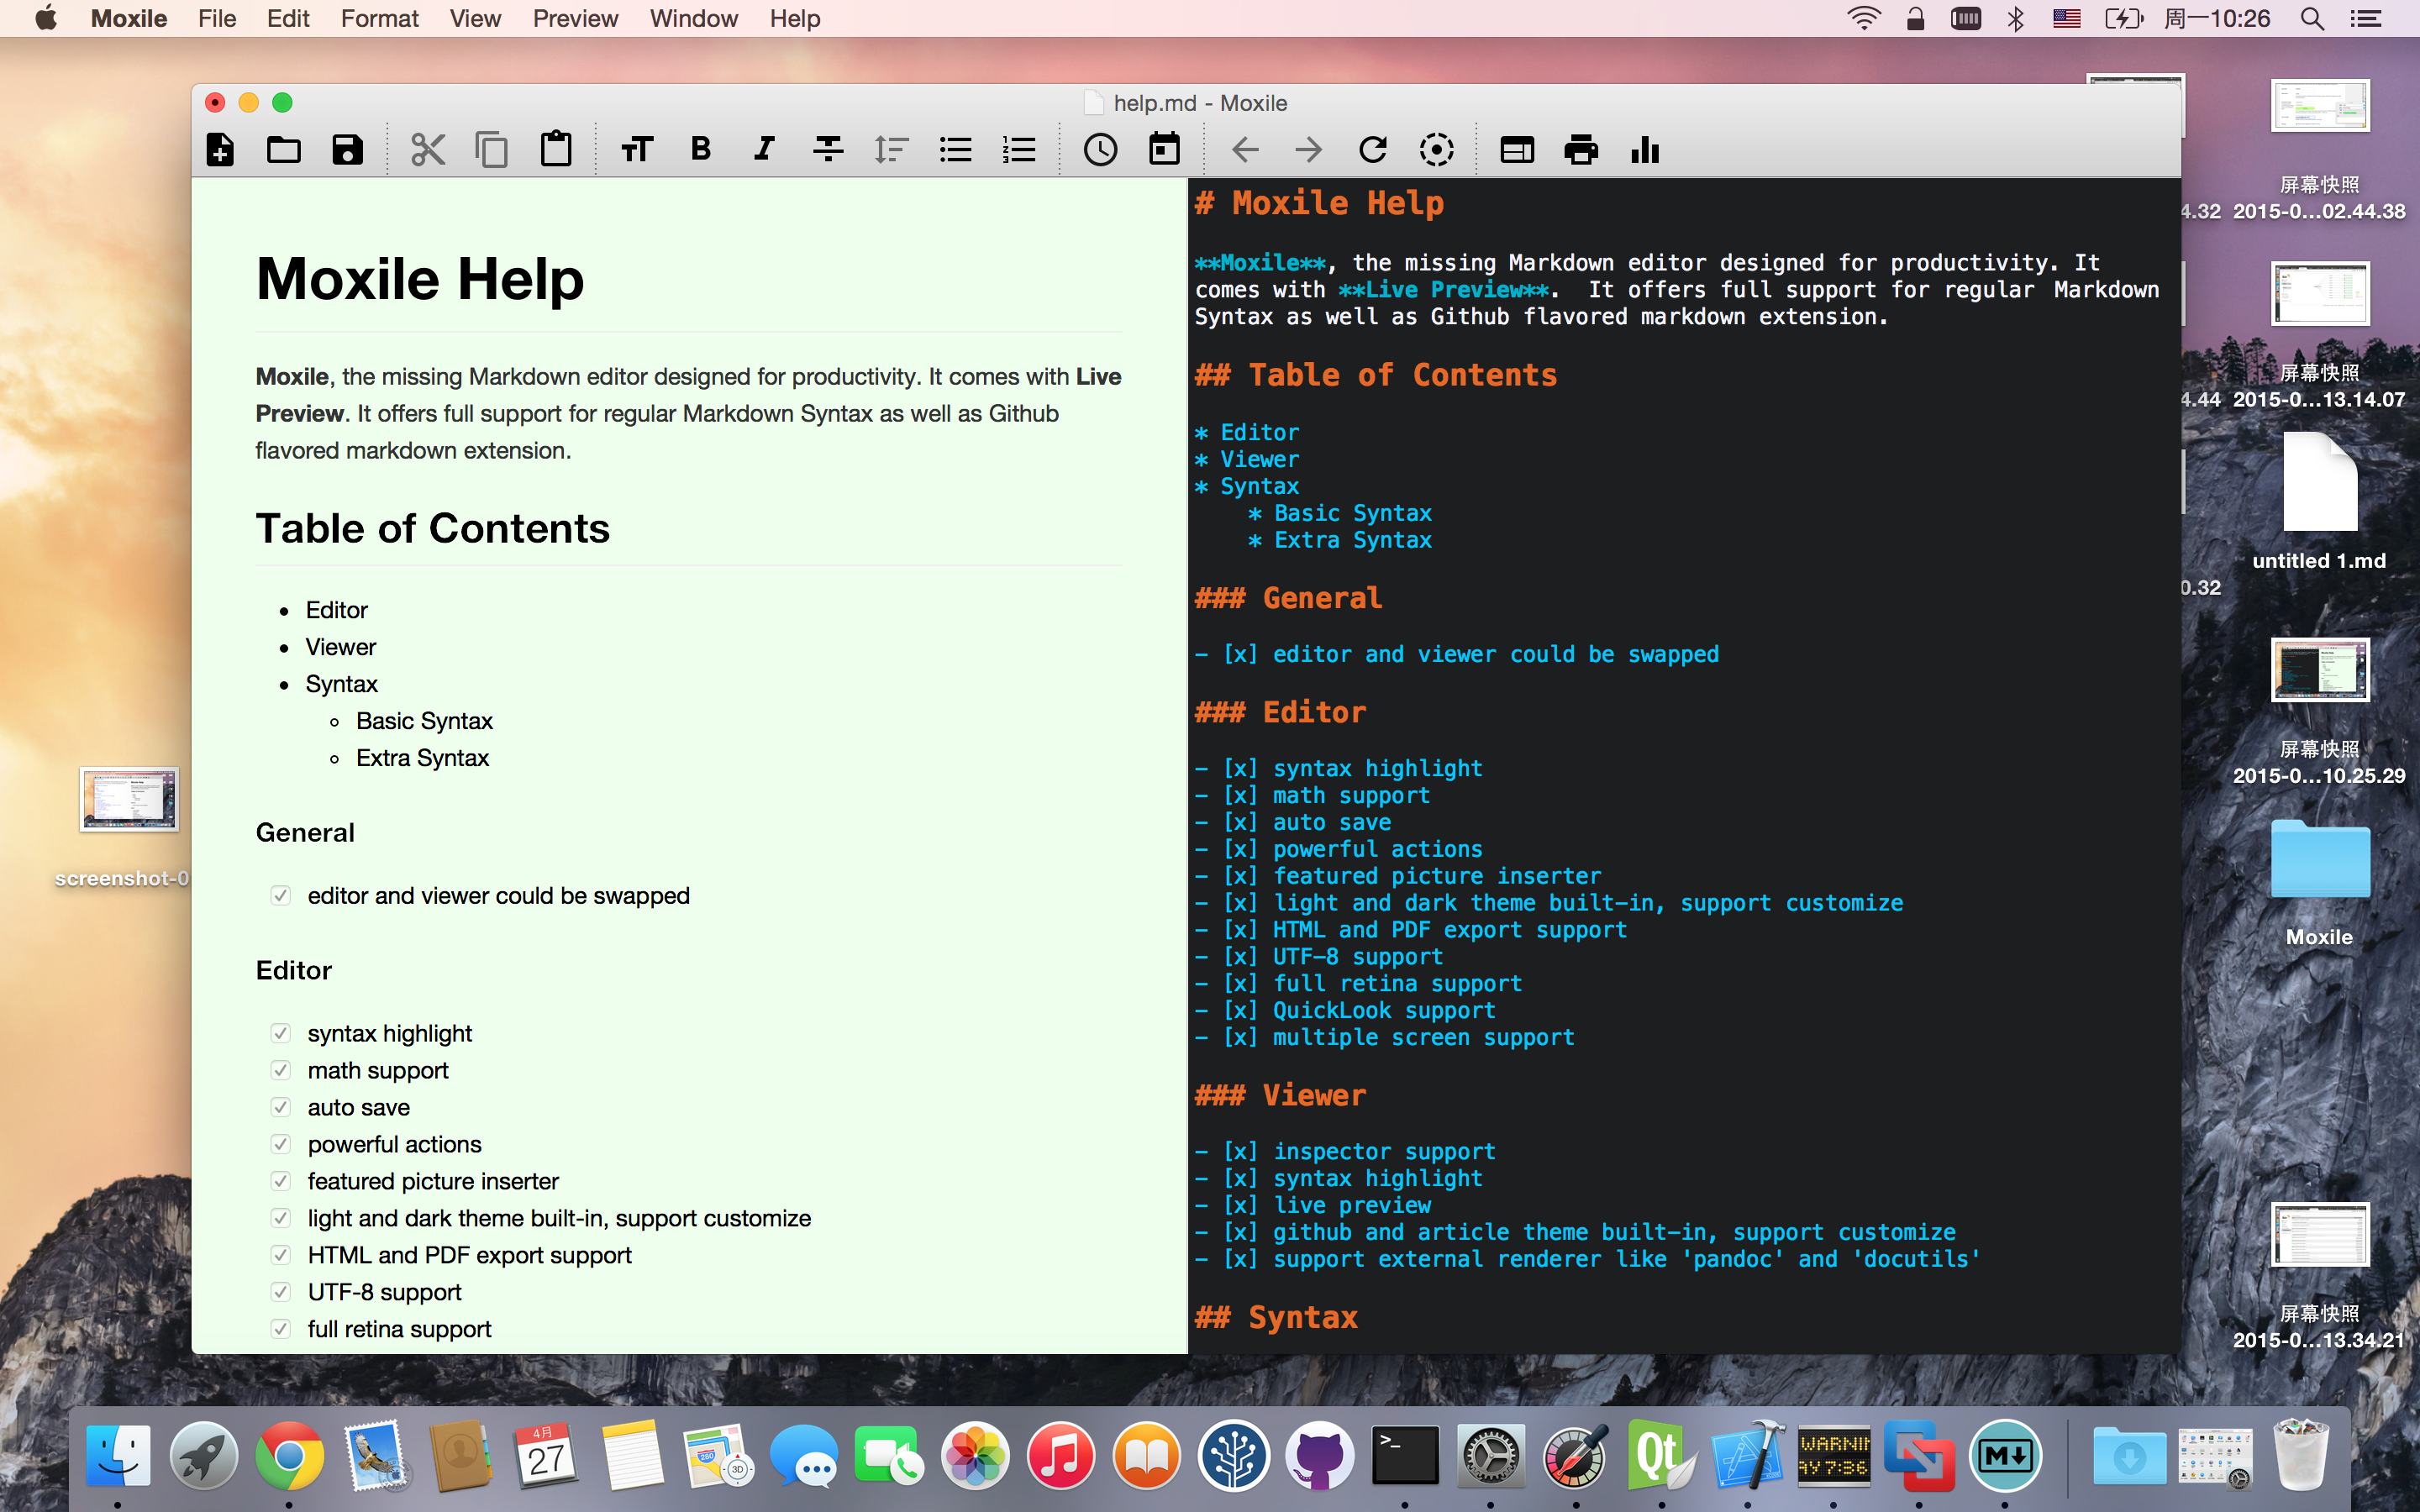 Moxile File Edit Format View Preview Window Help
周一10:26
help.md - Moxile
Moxile Help
Moxile, the missing Markdown editor designed for productivity. It comes with Live
Preview. It offers full support for regular Markdown Syntax as well as Github
flavored markdown extension.
Table of Contents
Editor
Viewer
Syntax
Basic Syntax
Extra Syntax
General
editor and viewer could be swapped
Editor
syntax highlight
math support
auto save
powerful actions
featured picture inserter
light and dark theme built-in, support customize
HTML and PDF export support
UTF-8 support
full retina support
# Moxile Help
**Moxile**, the missing Markdown editor designed for productivity. It
comes with **Live Preview**.  It offers full support for regular Markdown
Syntax as well as Github flavored markdown extension.
## Table of Contents
* Editor
* Viewer
* Syntax
* Basic Syntax
* Extra Syntax
### General
- [x] editor and viewer could be swapped
### Editor
- [x] syntax highlight
- [x] math support
- [x] auto save
- [x] powerful actions
- [x] featured picture inserter
- [x] light and dark theme built-in, support customize
- [x] HTML and PDF export support
- [x] UTF-8 support
- [x] full retina support
- [x] QuickLook support
- [x] multiple screen support
### Viewer
- [x] inspector support
- [x] syntax highlight
- [x] live preview
- [x] github and article theme built-in, support customize
- [x] support external renderer like 'pandoc' and 'docutils'
## Syntax
screenshot-0
4.32
4.44
0.32
屏幕快照
2015-0...02.44.38
屏幕快照
2015-0...13.14.07
untitled 1.md
屏幕快照
2015-0...10.25.29
Moxile
屏幕快照
2015-0...13.34.21
4月
27
280
3D
>_
Qt
WARNIN
AY 7:36
M↓